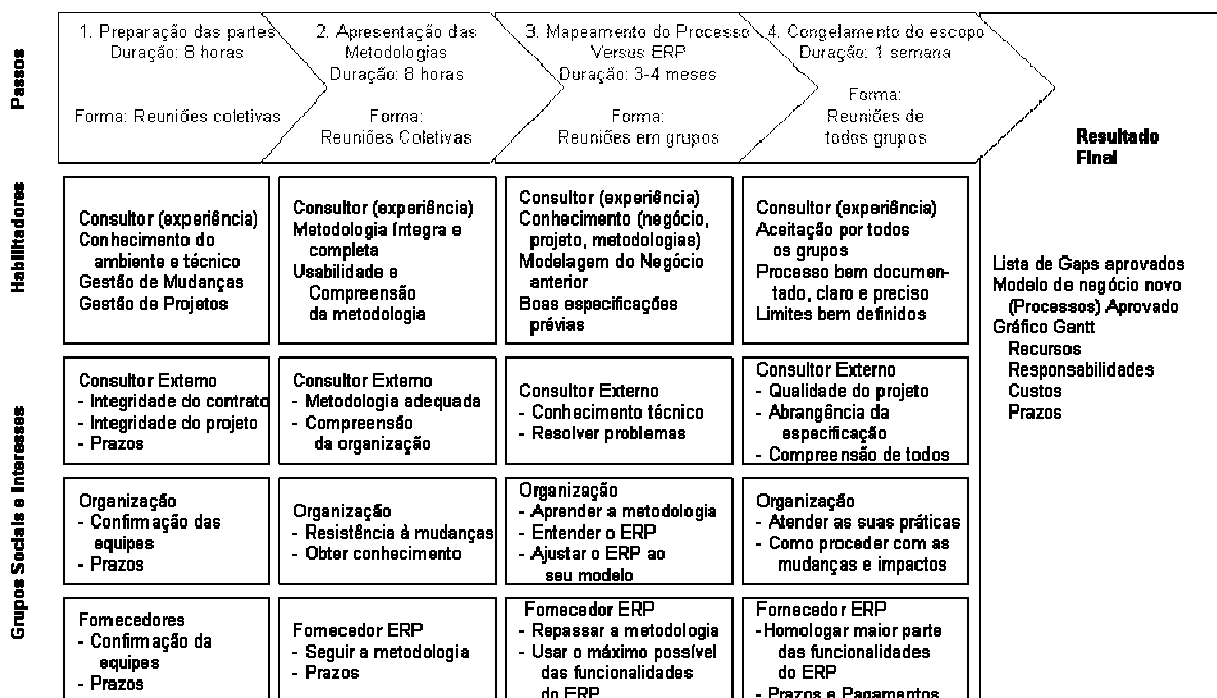 Passos
1. Preparação das partes
Duração: 8 horas
Forma: Reuniões coletivas
2. Apresentação das
Metodologias
Duração: 8 horas
Forma:
Reuniões Coletivas
3. Mapeamento do Processo
Versus ERP
Duração: 3-4 meses
Forma:
Reuniões em grupos
4. Congelamento do escopo
Duração: 1 semana
Forma:
Reuniões de
todos grupos
Resultado
Final
Habilitadores
Consultor (experiência)
Conhecimento do
ambiente e técnico
Gestão de Mudanças
Gestão de Projetos
Consultor (experiência)
Metodologia íntegra e
completa
Usabilidade e
Compreensão
da metodologia
Consultor (experiência)
Conhecimento (negócio,
projeto, metodologias)
Modelagem do Negócio
anterior
Boas especificações
prévias
Consultor (experiência)
Aceitação por todos
os grupos
Processo bem documen-
tado, claro e preciso
Limites bem definidos
Lista de Gaps aprovados
Modelo de negócio novo
(Processos) Aprovado
Gráfico Gantt
Recursos
Responsabilidades
Custos
Prazos
Grupos Sociais e Interesses
Consultor Externo
- Integridade do contrato
- Integridade do projeto
- Prazos
Consultor Externo
- Metodologia adequada
- Compreensão
da organização
Consultor Externo
- Conhecimento técnico
- Resolver problemas
Consultor Externo
- Qualidade do projeto
- Abrangência da
especificação
- Compreensão de todos
Organização
- Confirmação das
equipes
- Prazos
Organização
- Resistência à mudanças
- Obter conhecimento
Organização
- Aprender a metodologia
- Entender o ERP
- Ajustar o ERP ao
seu modelo
Organização
- Atender as suas práticas
- Como proceder com as
mudanças e impactos
Fornecedores
- Confirmação da
equipes
- Prazos
Fornecedor ERP
- Seguir a metodologia
- Prazos
Fornecedor ERP
- Repassar a metodologia
- Usar o máximo possível
das funcionalidades
do ERP
Fornecedor ERP
-Homologar maior parte
das funcionalidades
do ERP
- Prazos e Pagamentos